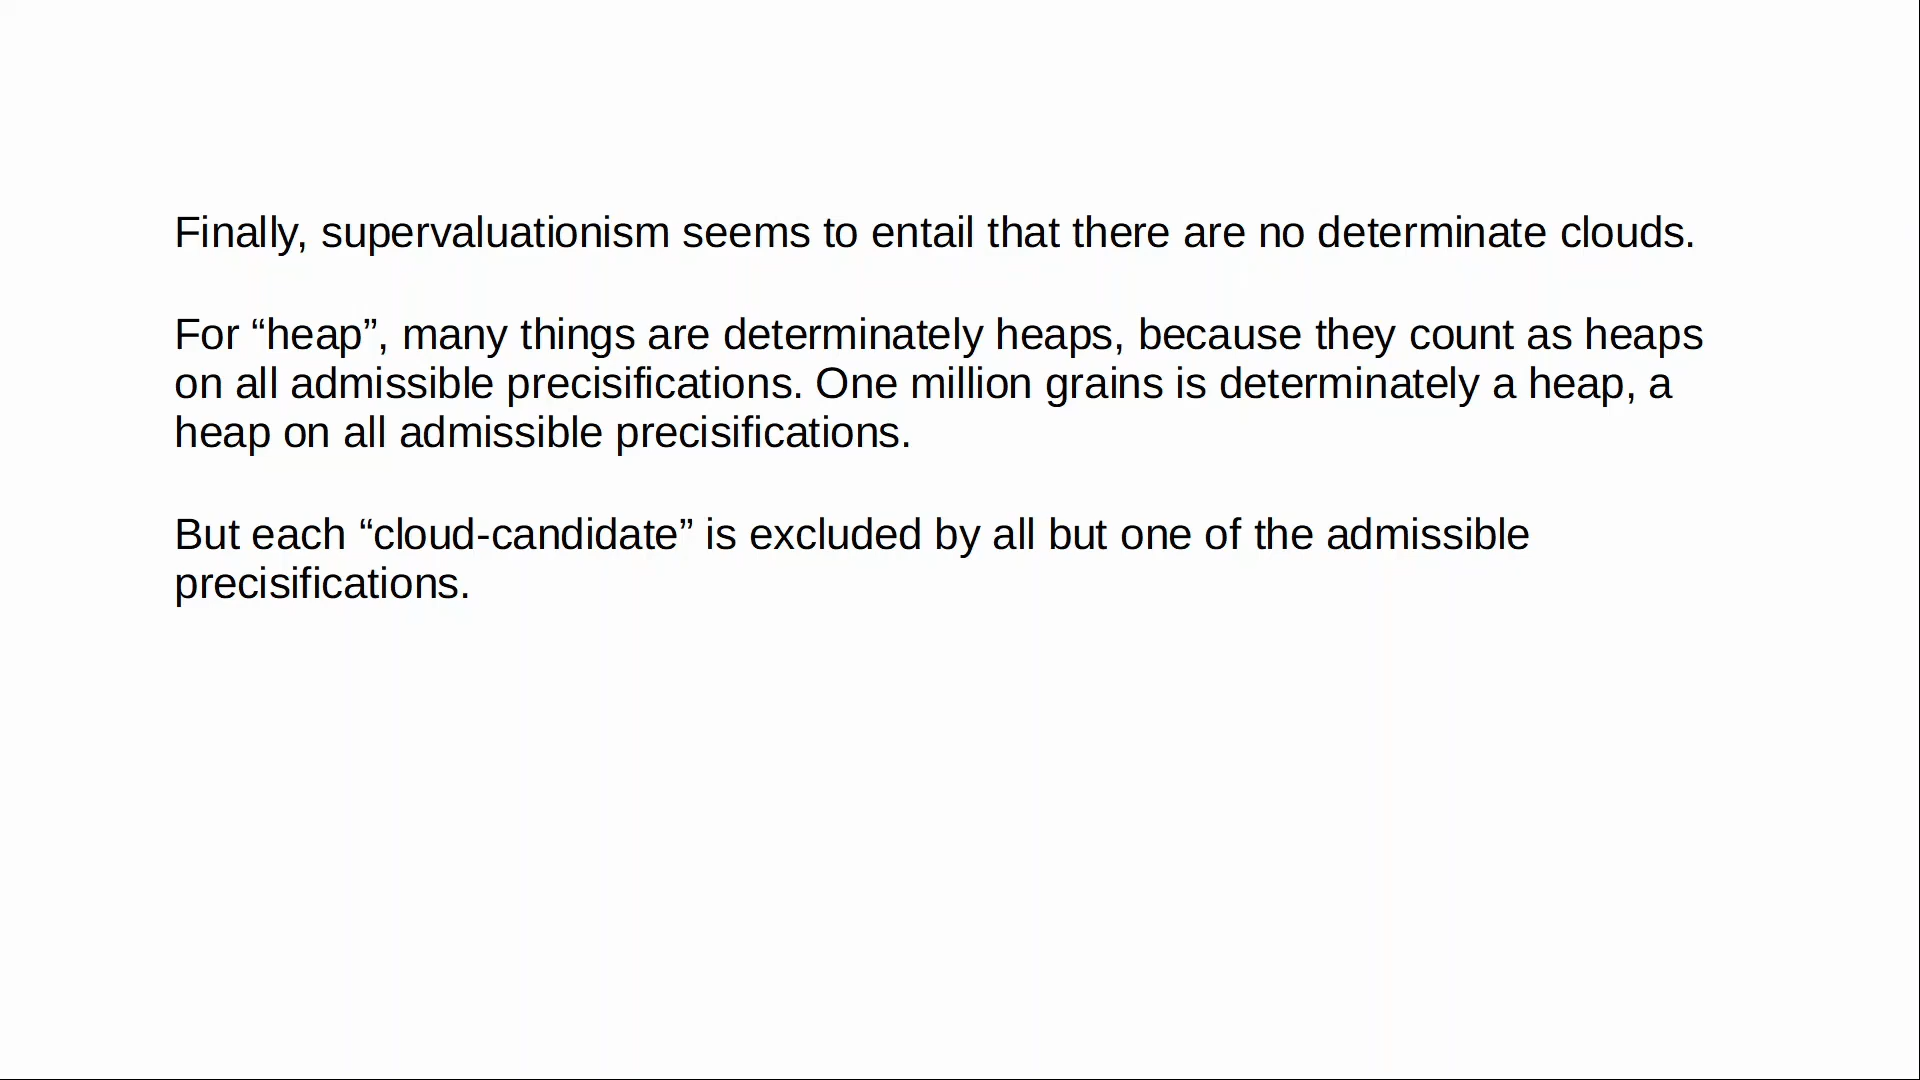 Finally, supervaluationism seems to entail that there are no determinate clouds.
For “heap”, many things are determinately heaps, because they count as heaps
on all admissible precisifications. One million grains is determinately a heap, a
heap on all admissible precisifications.
But each “cloud-candidate” is excluded by all but one of the admissible
precisifications.